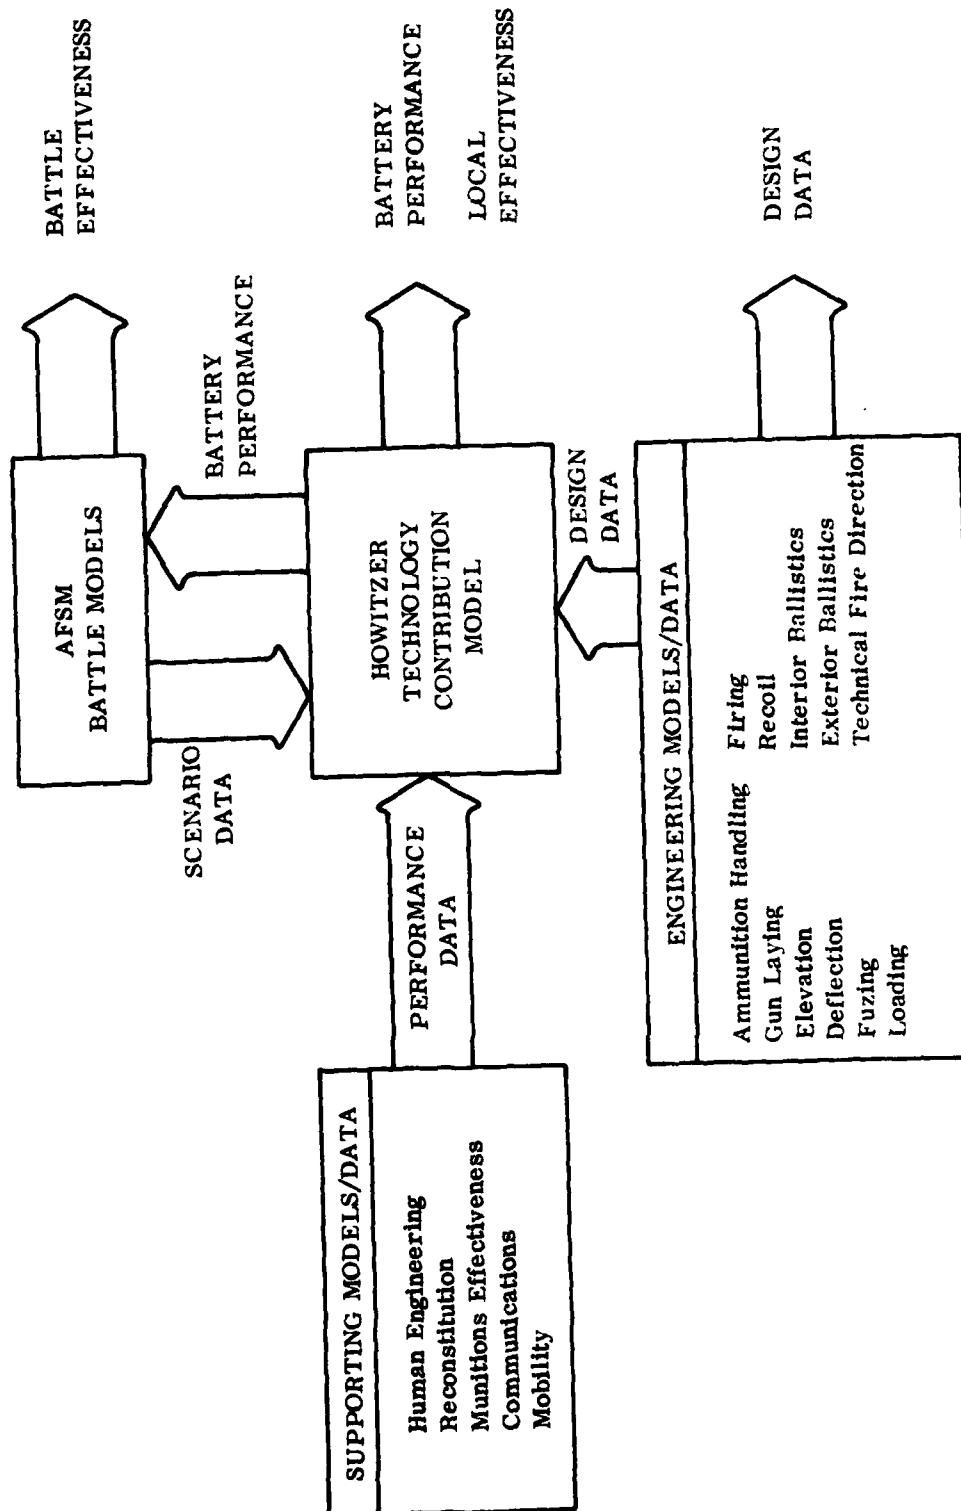 AFSM
BATTLE MODELS
BATTLE
EFFECTIVENESS
SCENARIO
DATA
BATTERY
PERFORMANCE
SUPPORTING MODELS/DATA
Human Engineering
Reconstitution
Munitions Effectiveness
Communications
Mobility
PERFORMANCE
DATA
HOWITZER
TECHNOLOGY
CONTRIBUTION
MODEL
BATTERY
PERFORMANCE
LOCAL
EFFECTIVENESS
DESIGN
DATA
ENGINEERING MODELS/DATA
Ammunition Handling
Gun Laying
Elevation
Deflection
Fuzing
Loading
Firing
Recoil
Interior Ballistics
Exterior Ballistics
Technical Fire Direction
DESIGN
DATA